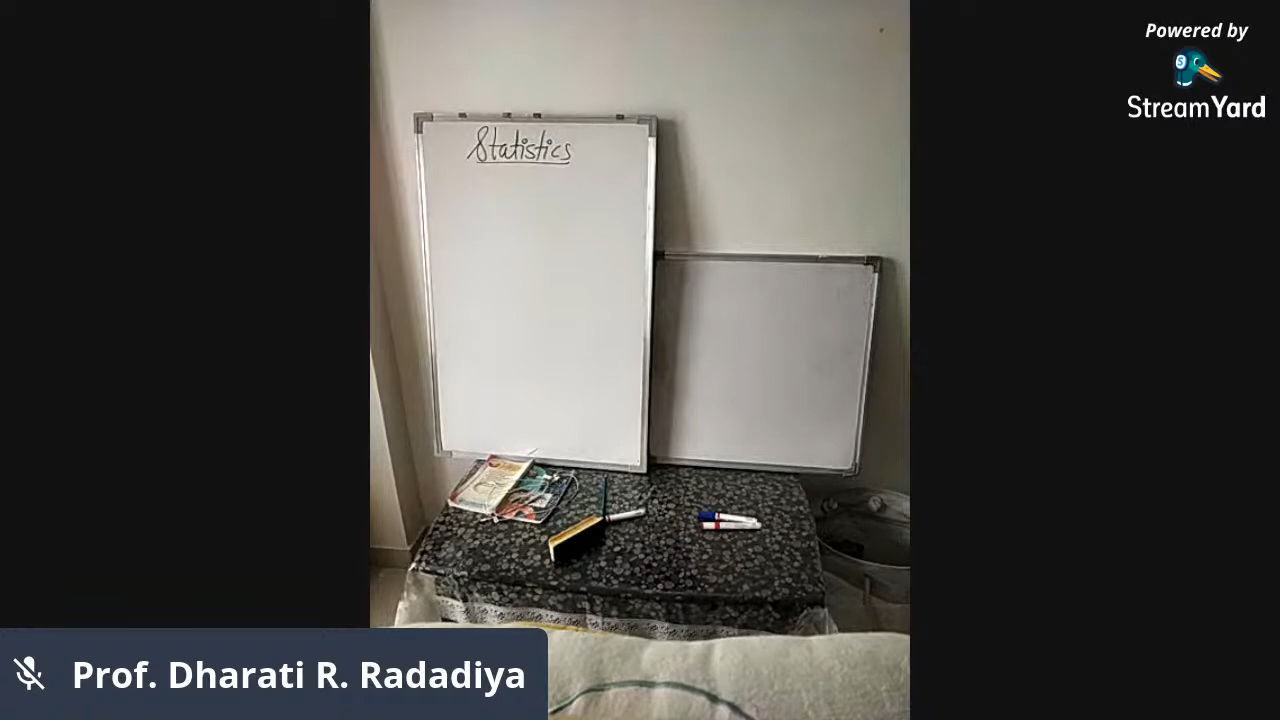 Powered by
StreamYard
Statistics
Prof. Dharati R. Radadiya